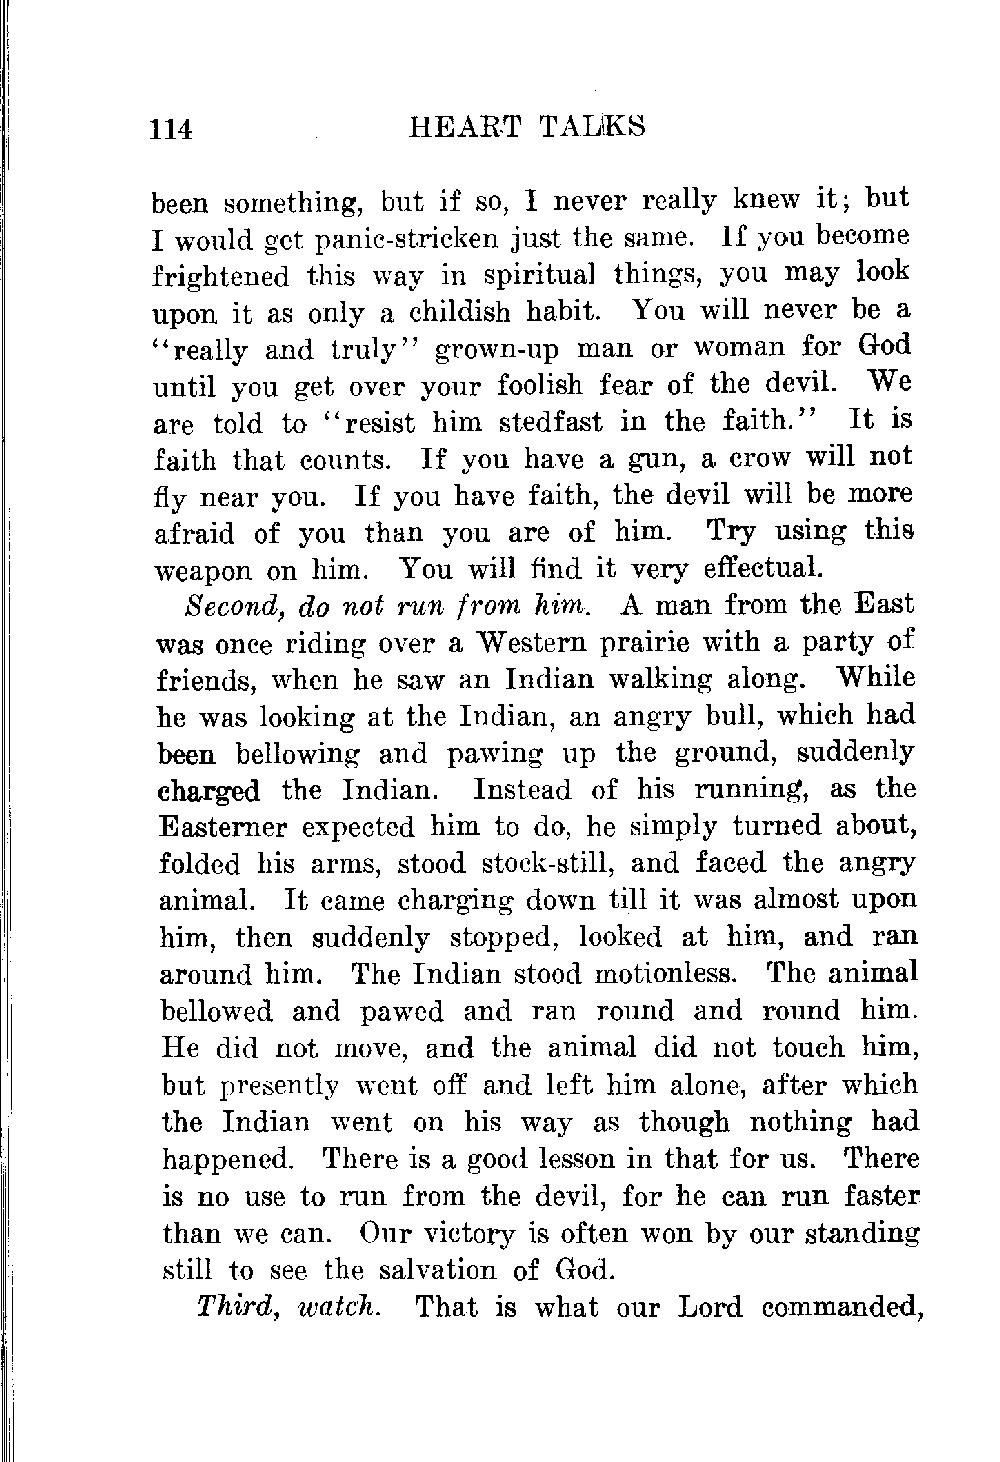 114 HEART TALKS
been something, but if so, I never really knew it; but
I would get panic-stricken just the same. If you become
frightened this way in spiritual things, you may look
upon it as only a childish habit. You will never be a
“really and truly” grown-up man or woman for God
until you get over your foolish fear of the devil. We
are told to “resist him stedfast in the faith.” It is
faith that counts. If you have a gun, a crow will not
fly near you. If you have faith, the devil will be more
afraid of you than you are of him. Try using this
weapon on him. You will find it very effectual.
Second, do not run from him. A man from the East
was once riding over a Western prairie with a party of
friends, when he saw an Indian walking along. While
he was looking at the Indian, an angry bull, which had
been bellowing and pawing up the ground, suddenly
charged the Indian. Instead of his running, as the
Easterner expected him to do, he simply turned about,
folded his arms, stood stock-still, and faced the angry
animal. It came charging down till it was almost upon
him, then suddenly stopped, looked at him, and ran
around him. The Indian stood motionless. The animal
bellowed and pawed and ran round and round him.
He did not move, and the animal did not touch him,
but presently went off and left him alone, after which
the Indian went on his way as though nothing had
happened. There is a good lesson in that for us. There
is no use to run from the devil, for he can run faster
than we can. Our victory is often won by our standing
still to see the salvation of God.
Third, watch. That is what our Lord commanded,